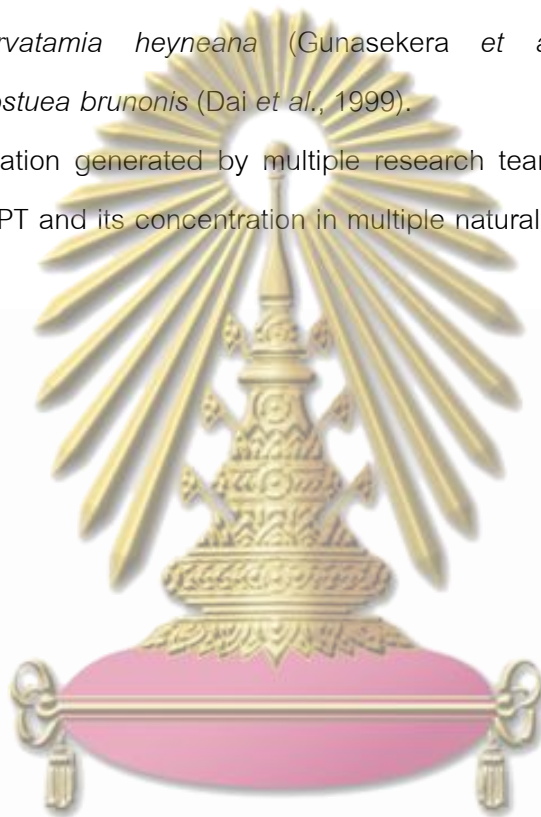 rvatamia heyneana (Gunasekera et a
ostuea brunonis (Dai et al., 1999).
ation generated by multiple research tear
PT and its concentration in multiple natural